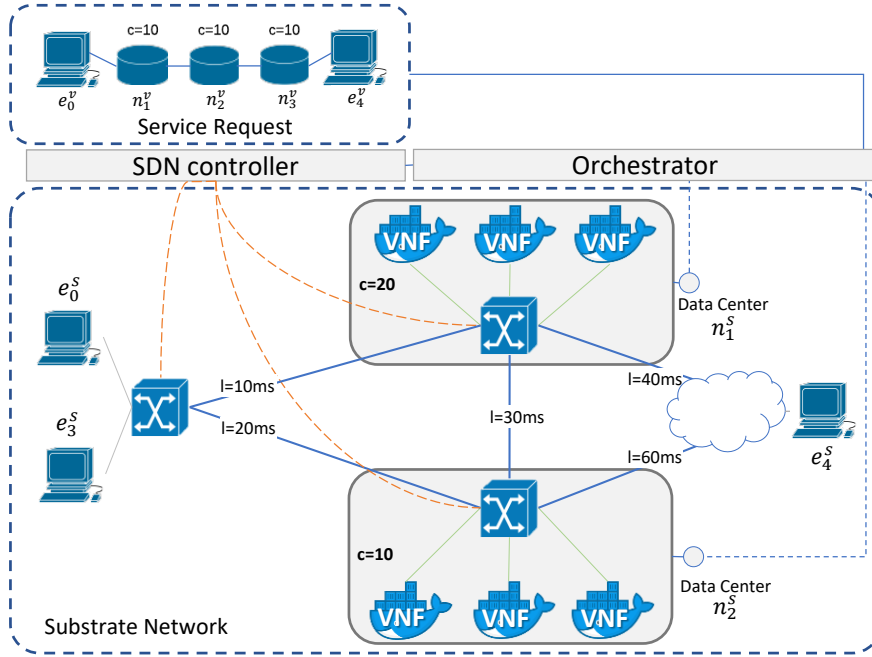 c=10 c=10 c=10
e_0^v n_1^v n_2^v n_3^v e_4^v
Service Request
SDN controller
Orchestrator
VNF VNF VNF
c=20
Data Center
n_1^s
e_0^s
l=10ms
l=40ms
e_3^s
l=20ms
l=30ms
l=60ms
e_4^s
c=10
VNF VNF VNF
Data Center
n_2^s
Substrate Network